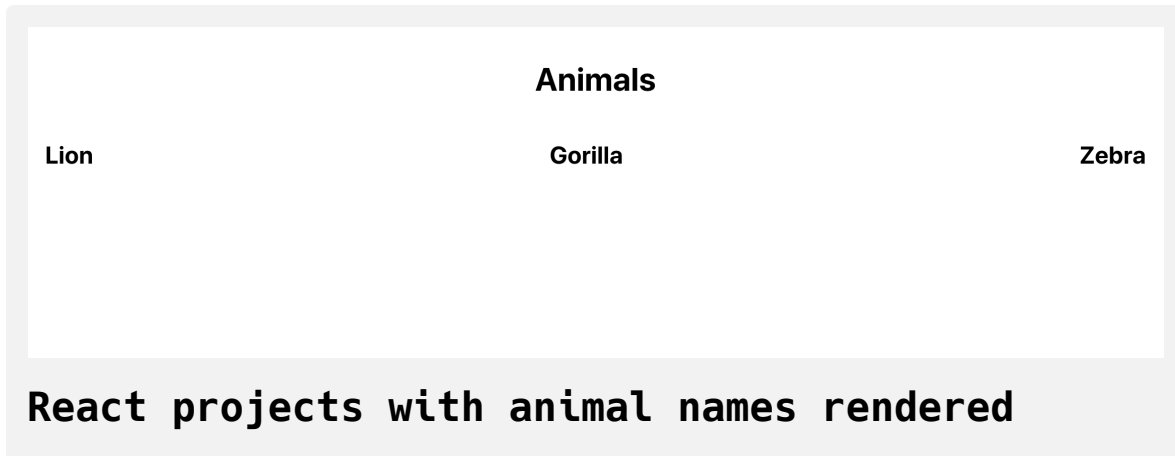 Animals
Lion Gorilla Zebra
React projects with animal names rendered